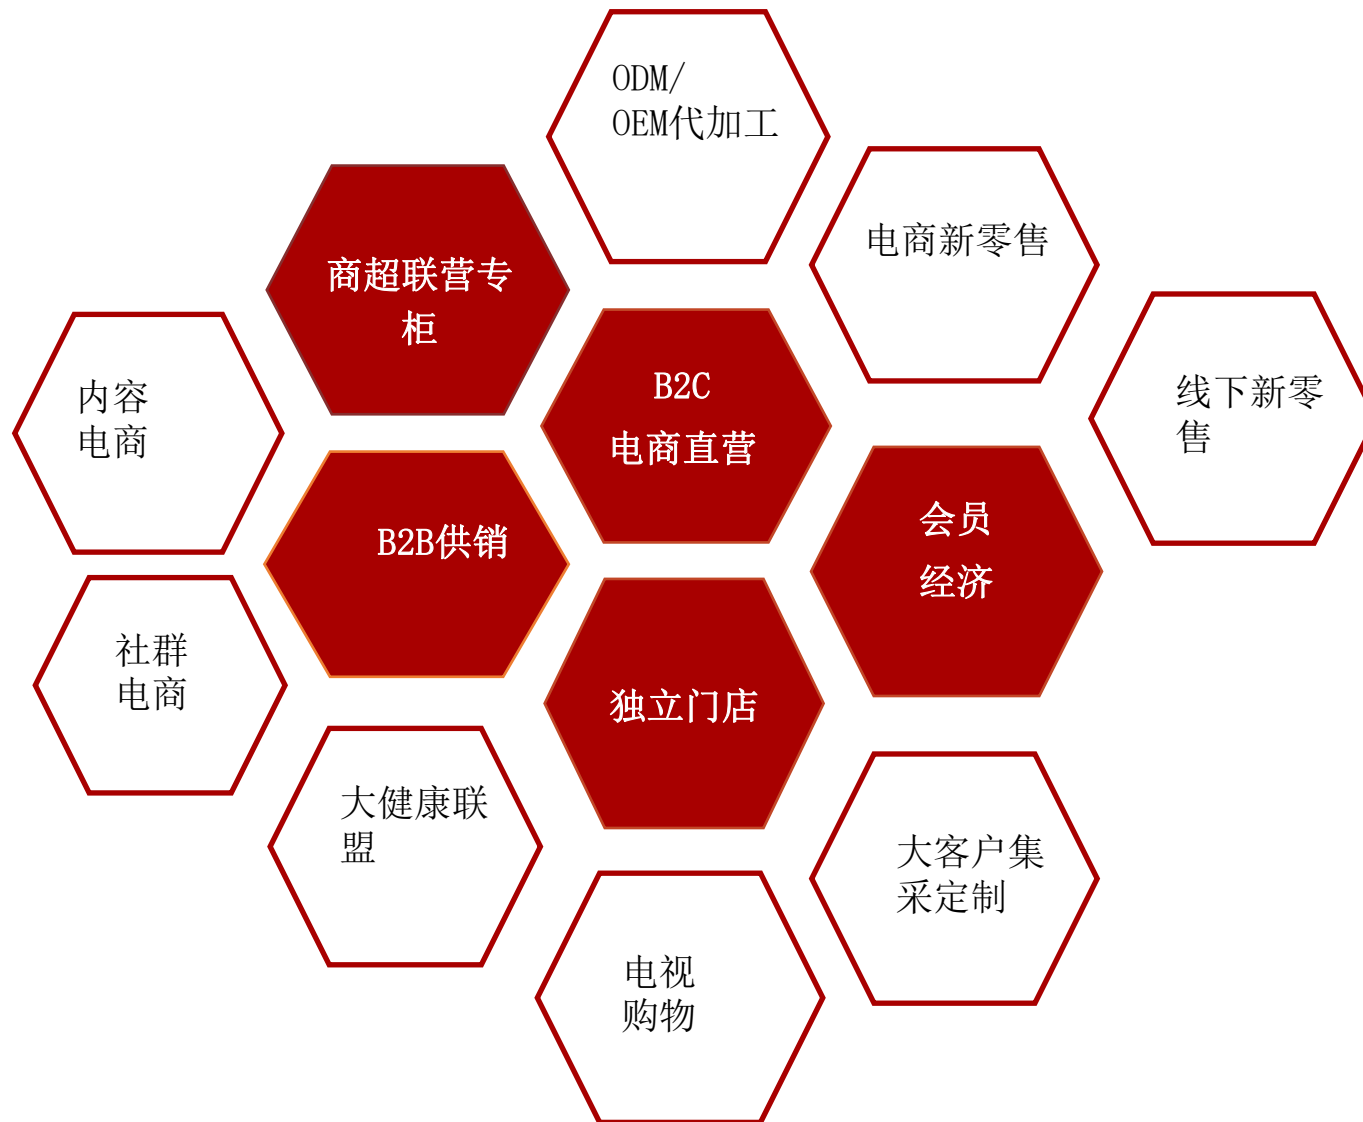 ODM/
OEM代加工
电商新零售
商超联营专
柜
线下新零
售
内容
电商
B2C
电商直营
会员
经济
B2B供销
社群
电商
独立门店
大健康联
盟
大客户集
采定制
电视
购物